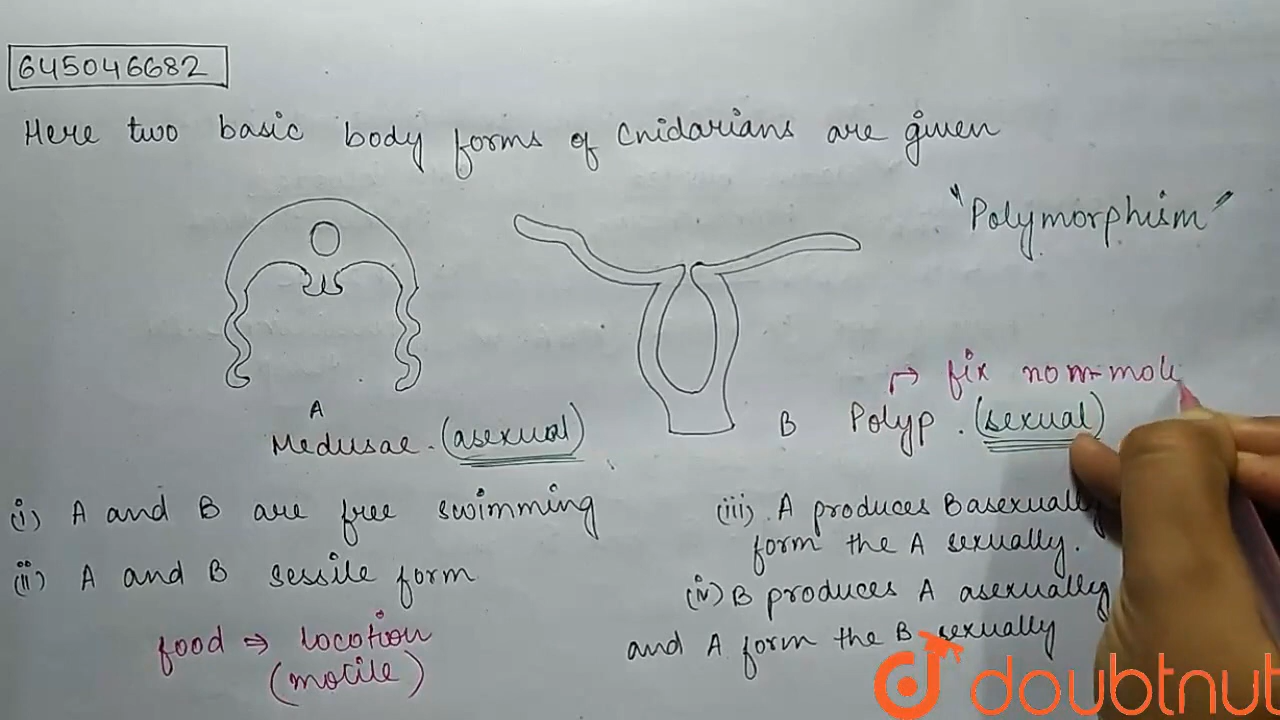 645046682
Here two basic body forms of Cnidarians are given
"Polymorphism"
fix non-moti
A
Medusae. (asexual)
B Polyp. (sexual)
(i) A and B are free swimming
(ii) A and B sessile form
food ⇒ locotion
(motile)
(iii) A produces B asexually
form the A sexually.
(iv) B produces A asexually
and A form the B sexually
doubtnut